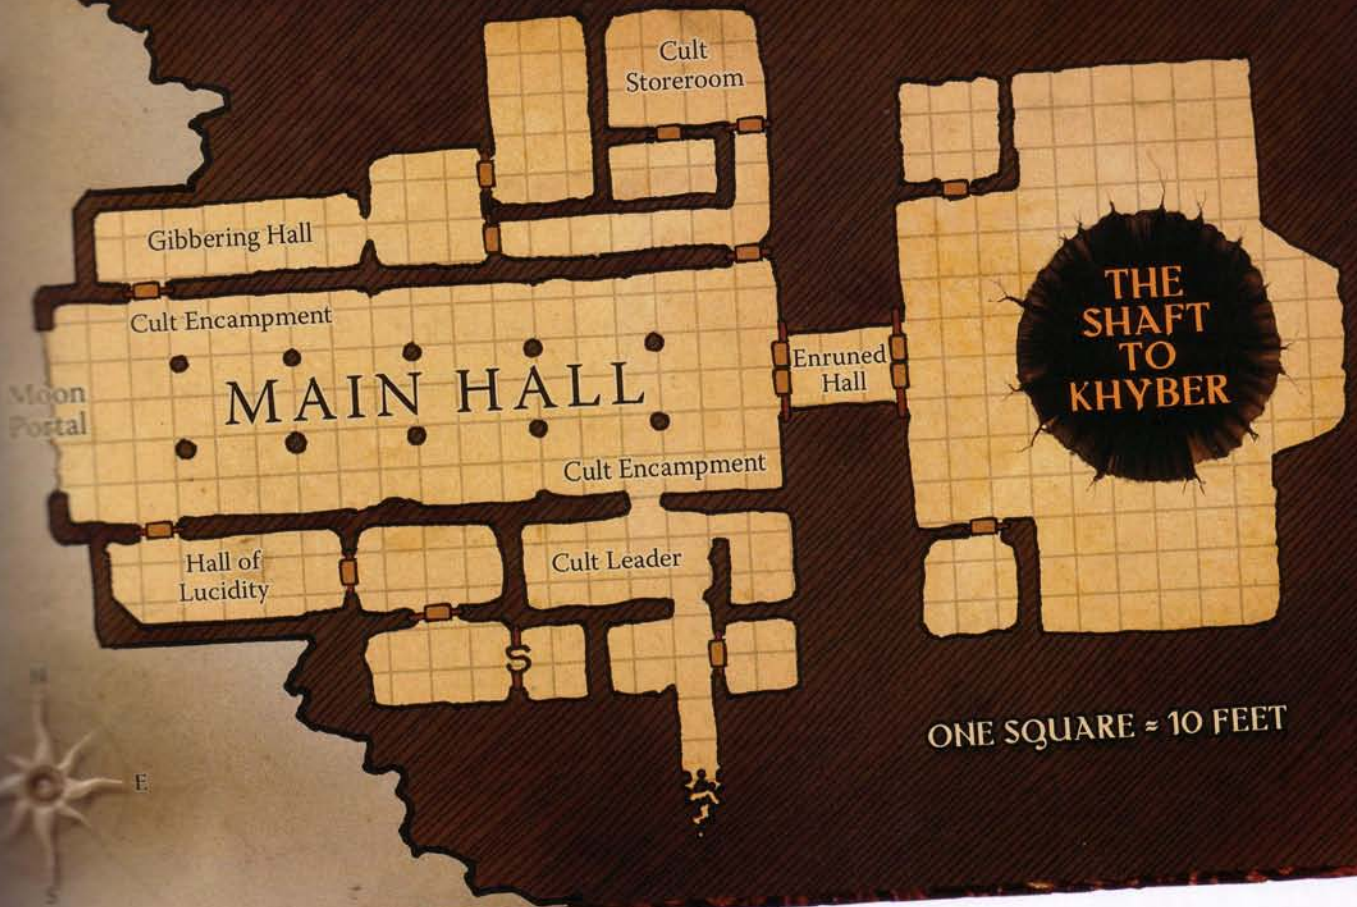 Cult
Storeroom
Gibbering Hall
Cult Encampment
MAIN HALL
Moon
Portal
Enruned
Hall
THE
SHAFT
TO
KHYBER
Cult Encampment
Hall of
Lucidity
Cult Leader
S
N
E
S
ONE SQUARE = 10 FEET